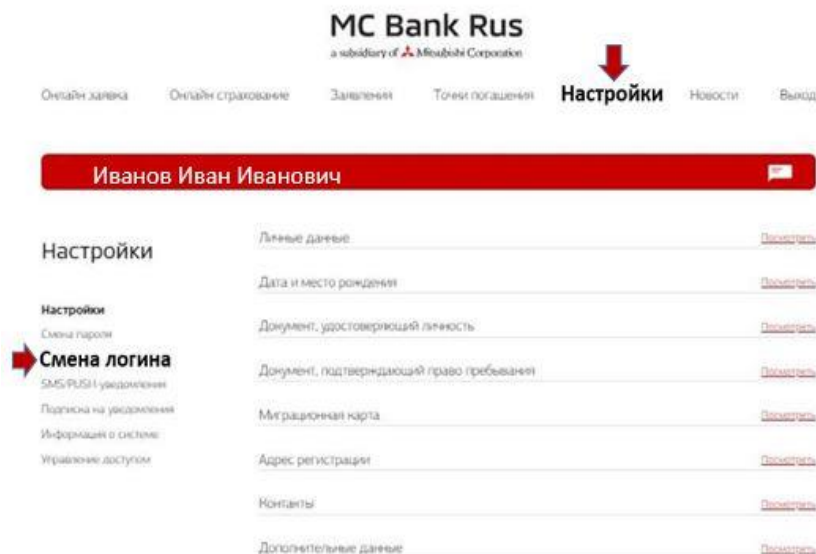 MC Bank Rus
a subsidiary of Mitsubishi Corporation
Онлайн заявка Онлайн страхование Заявления Точки погашения Настройки Новости Выход
Иванов Иван Иванович
Настройки
Личные данные Посмотреть
Дата и место рождения Посмотреть
Настройки
Смена пароля
Смена логина
SMS/PUSH-уведомления
Подписка на уведомления
Информация о системе
Управление доступом
Документ, удостоверяющий личность Посмотреть
Документ, подтверждающий право пребывания Посмотреть
Миграционная карта Посмотреть
Адрес регистрации Посмотреть
Контакты Посмотреть
Дополнительные данные Посмотреть